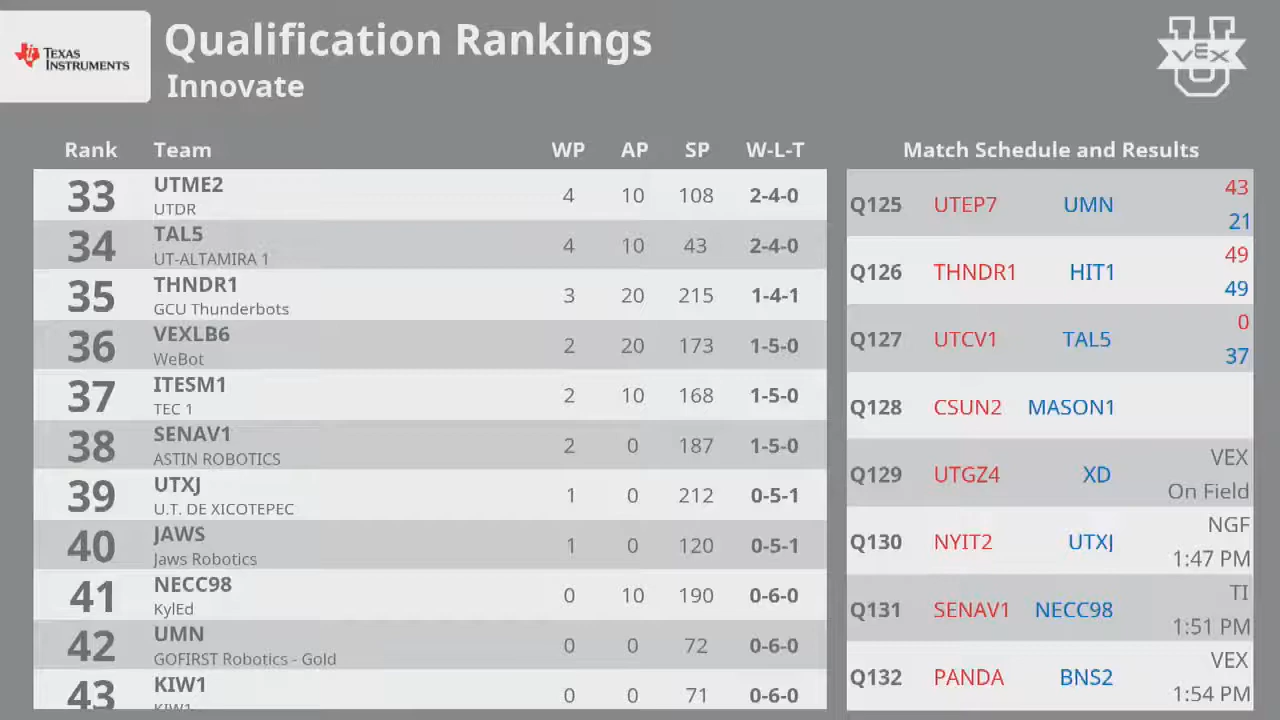 TEXAS
INSTRUMENTS
Qualification Rankings
Innovate
VEX U
Rank Team WP AP SP W-L-T
33 UTME2 4 10 108 2-4-0
UTDR
34 TAL5 4 10 43 2-4-0
UT-ALTAMIRA 1
35 THNDR1 3 20 215 1-4-1
GCU Thunderbots
36 VEXLB6 2 20 173 1-5-0
WeBot
37 ITESM1 2 10 168 1-5-0
TEC 1
38 SENAV1 2 0 187 1-5-0
ASTIN ROBOTICS
39 UTXJ 1 0 212 0-5-1
U.T. DE XICOTEPEC
40 JAWS 1 0 120 0-5-1
Jaws Robotics
41 NECC98 0 10 190 0-6-0
KylEd
42 UMN 0 0 72 0-6-0
GOFIRST Robotics - Gold
43 KIW1 0 0 71 0-6-0
KIW1
Match Schedule and Results
Q125 UTEP7 UMN 43
21
Q126 THNDR1 HIT1 49
49
Q127 UTCV1 TAL5 0
37
Q128 CSUN2 MASON1
Q129 UTGZ4 XD VEX
On Field
Q130 NYIT2 UTXJ NGF
1:47 PM
Q131 SENAV1 NECC98 TI
1:51 PM
Q132 PANDA BNS2 VEX
1:54 PM